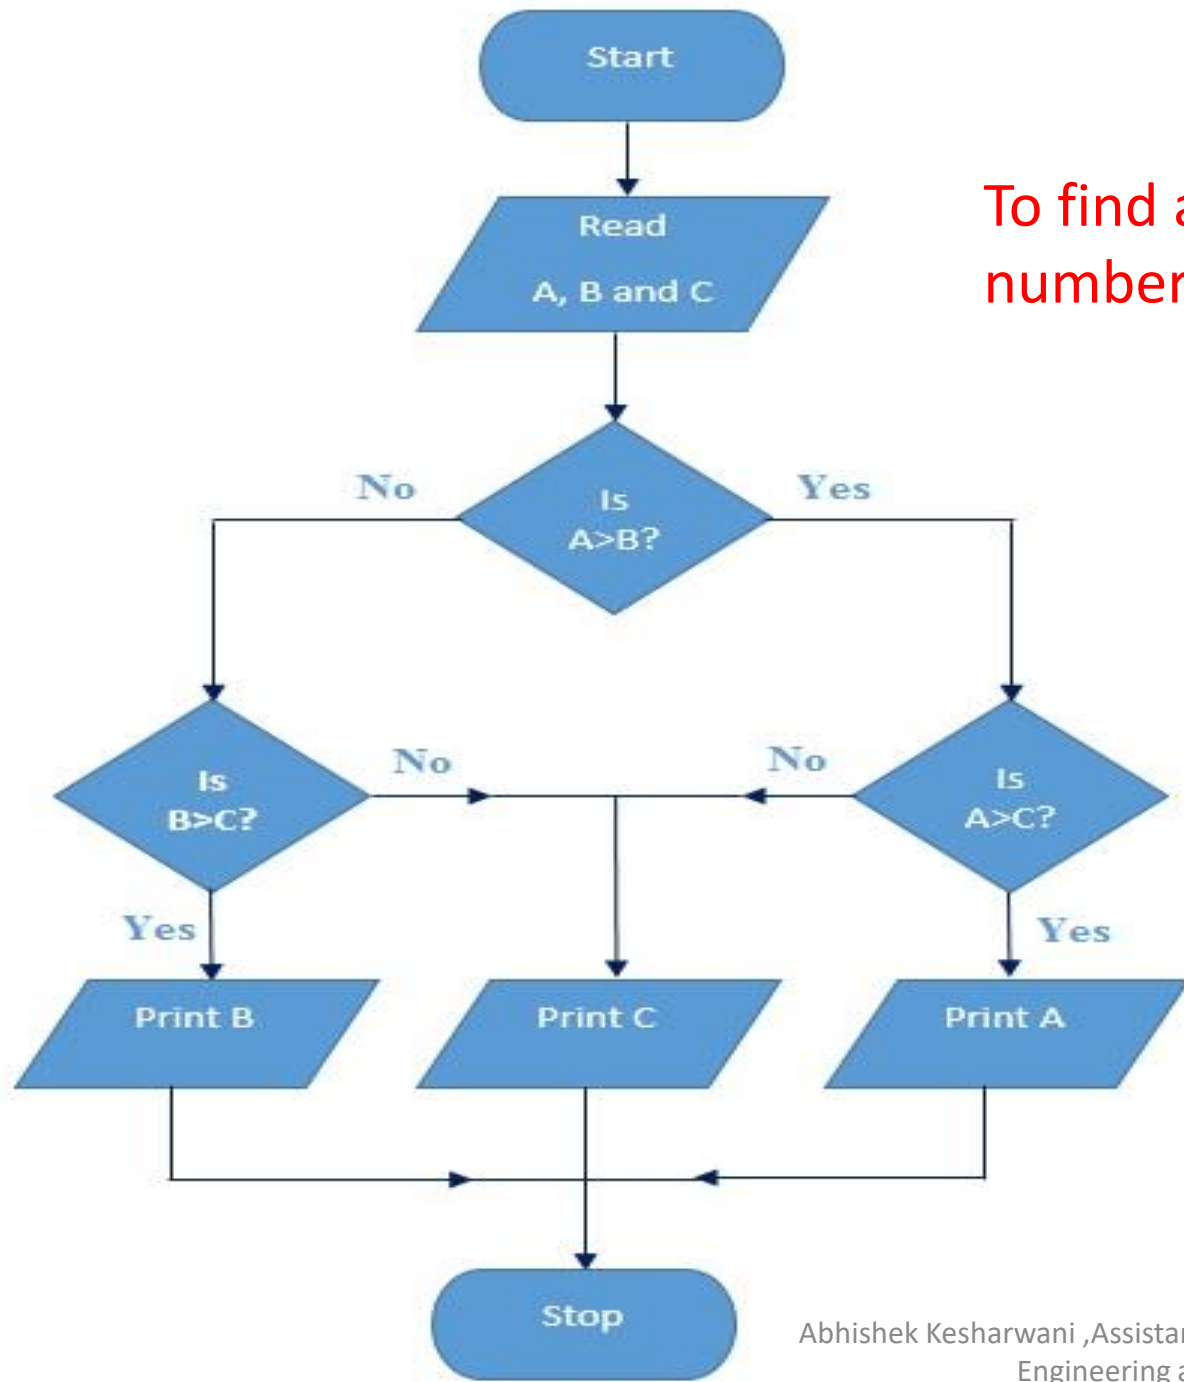 Start
To find a
number
Read
A, B and C
No
Yes
Is
A>B?
No
No
Is
B>C?
Is
A>C?
Yes
Yes
Print B
Print C
Print A
Stop
Abhishek Kesharwani ,Assistan
Engineering a